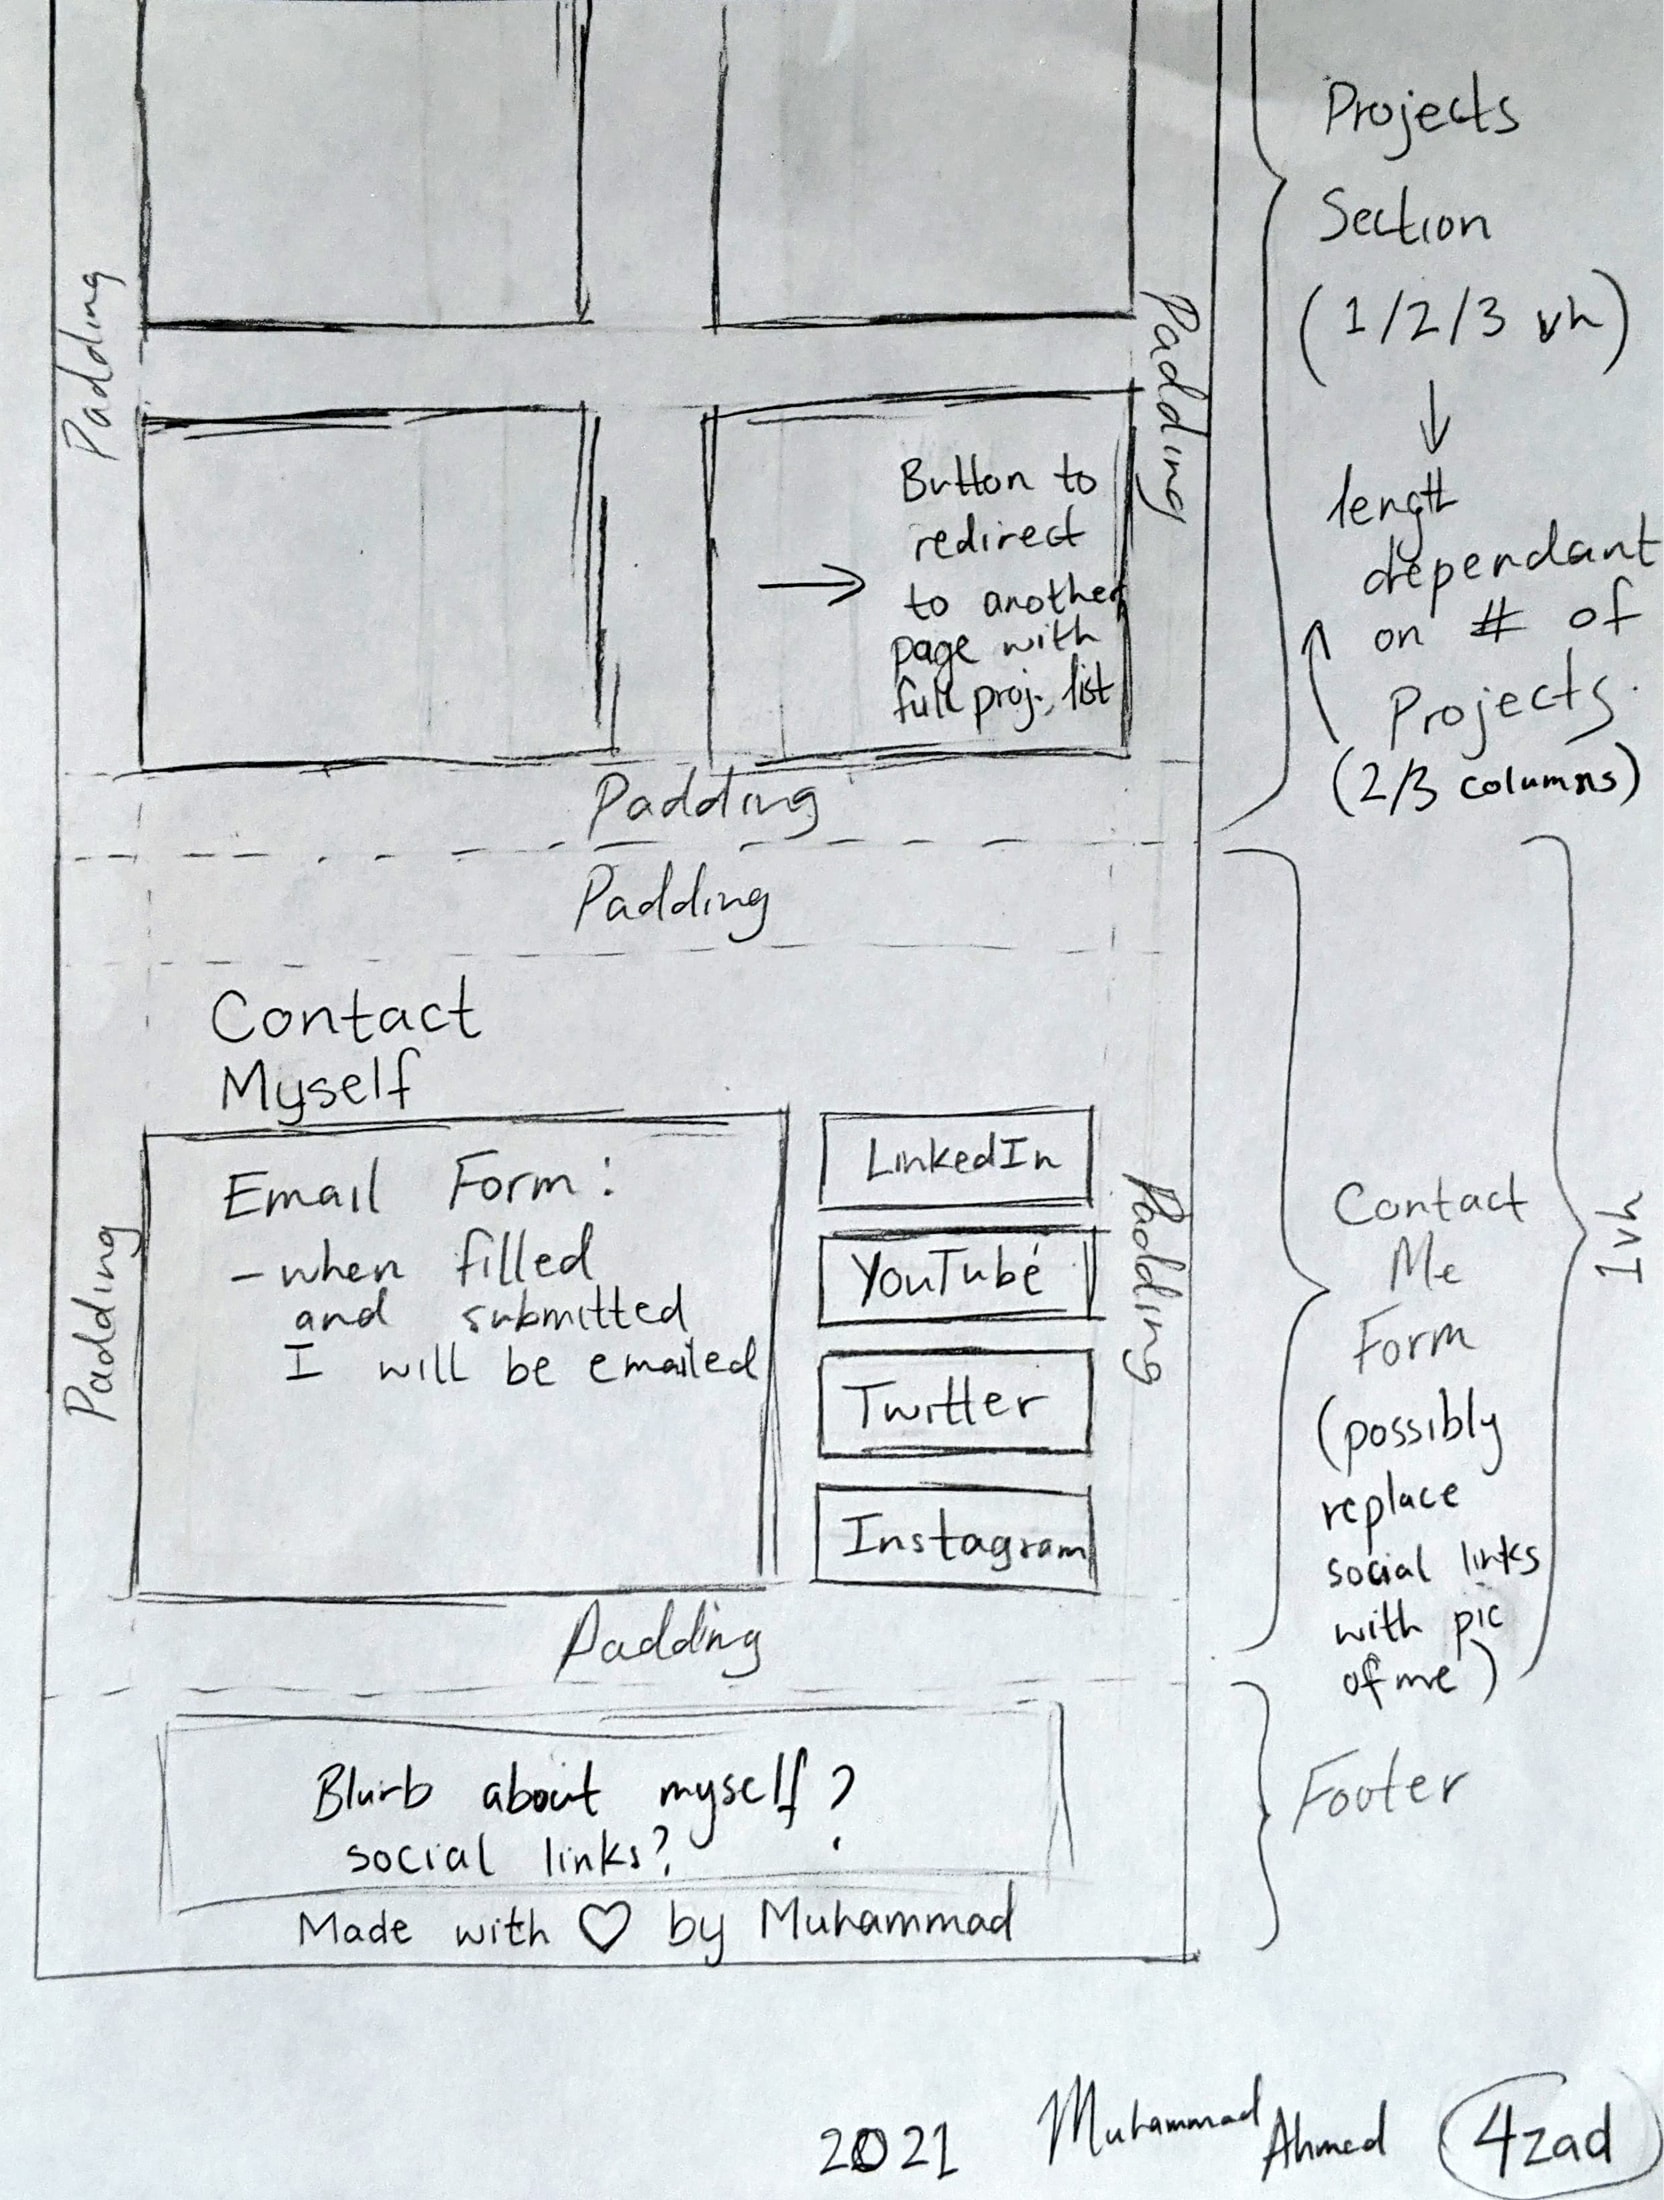 Projects
Section
(1/2/3 vh)
↓
length
dependant
on # of
Projects.
(2/3 columns)
Padding
Padding
→
Button to
redirect
to another
page with
full proj. list
Padding
Padding
Contact
Myself
Email Form:
- when filled
and submitted
I will be emailed
LinkedIn
YouTube
Twitter
Instagram
Padding
Padding
Padding
Contact
Me
Form
(possibly
replace
social links
with pic
of me)
1vh
Blurb about myself?
social links?
Made with ♡ by Muhammad
Footer
2021
Muhammad
Ahmed
4zad